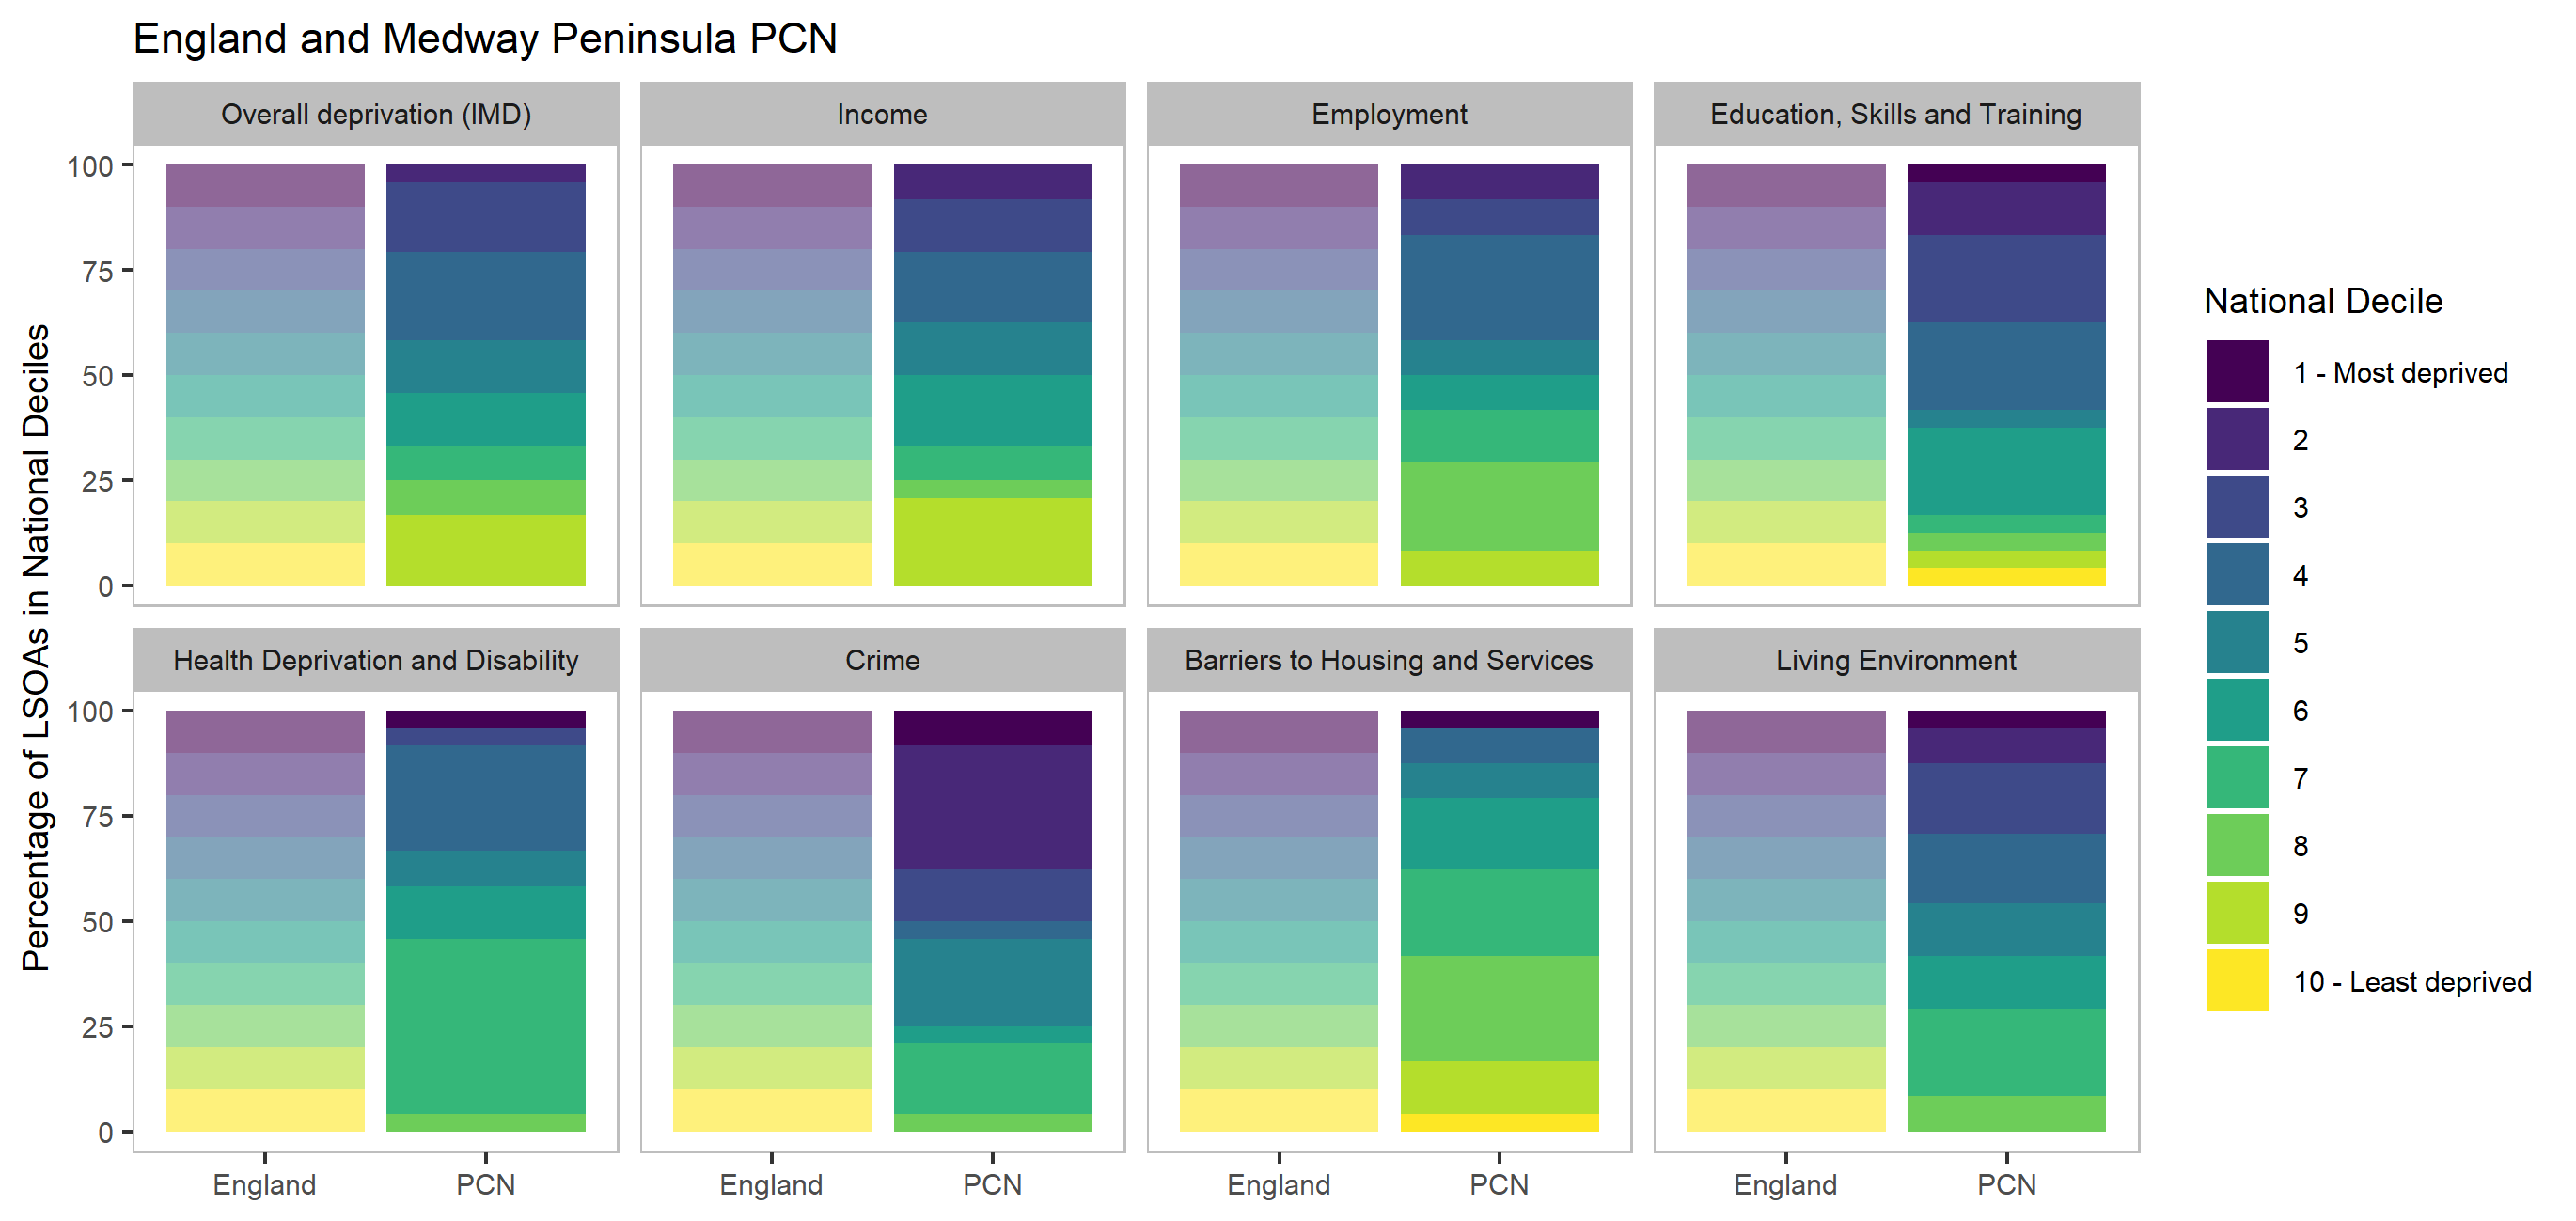 England and Medway Peninsula PCN
Overall deprivation (IMD)
Income
Employment
Education, Skills and Training
100
75
50
25
0
Health Deprivation and Disability
Crime
Barriers to Housing and Services
Living Environment
100
75
50
25
0
England
PCN
England
PCN
England
PCN
England
PCN
Percentage of LSOAs in National Deciles
National Decile
1 - Most deprived
2
3
4
5
6
7
8
9
10 - Least deprived